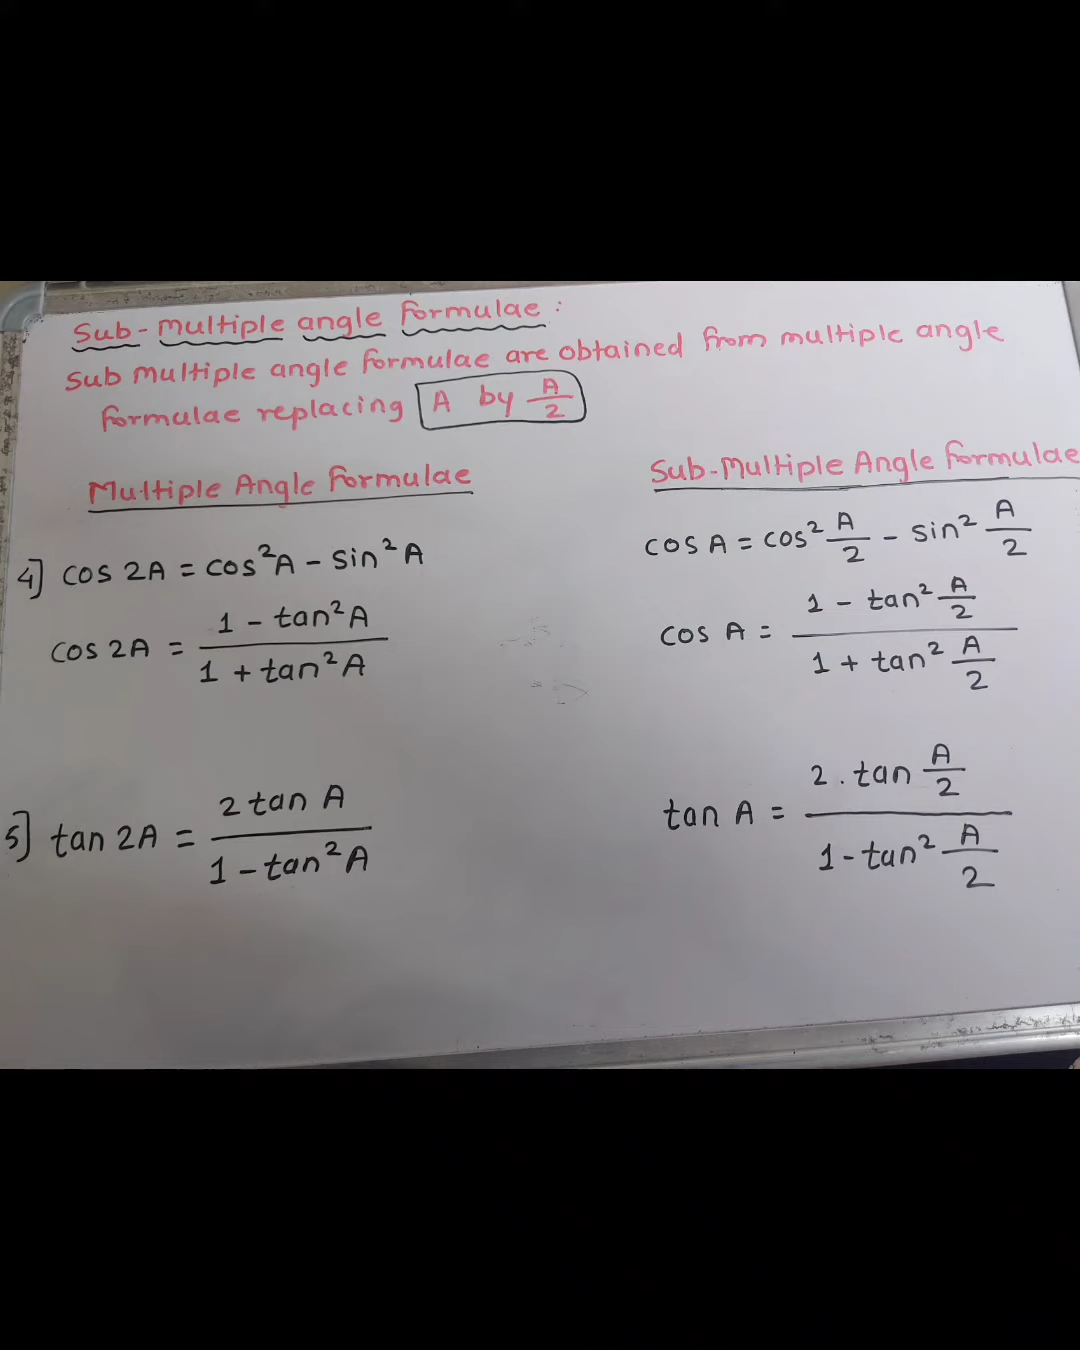 Sub-multiple angle formulae:
Sub multiple angle formulae are obtained from multiple angle
formulae replacing A by A/2
Multiple Angle Formulae
Sub-Multiple Angle Formulae
4] cos 2A = cos²A - sin²A
cos A = cos² A/2 - sin² A/2
cos 2A = (1 - tan²A)/(1 + tan²A)
cos A = (1 - tan² A/2)/(1 + tan² A/2)
5] tan 2A = (2 tan A)/(1 - tan²A)
tan A = (2 . tan A/2)/(1 - tan² A/2)